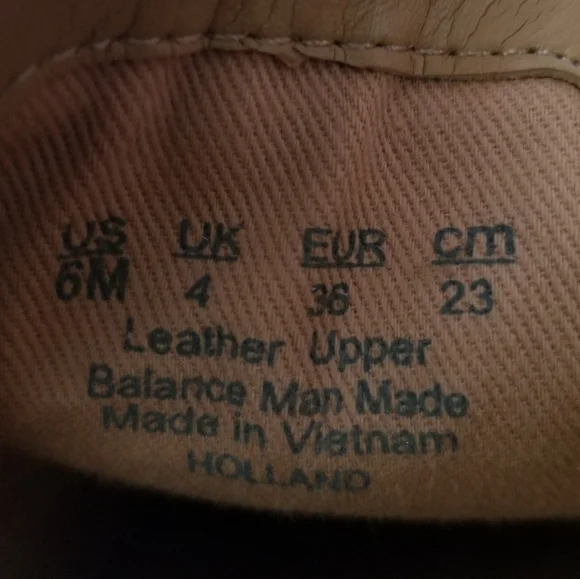 US UK EUR cm
6M 4 36 23
Leather Upper
Balance Man Made
Made in Vietnam
HOLLAND